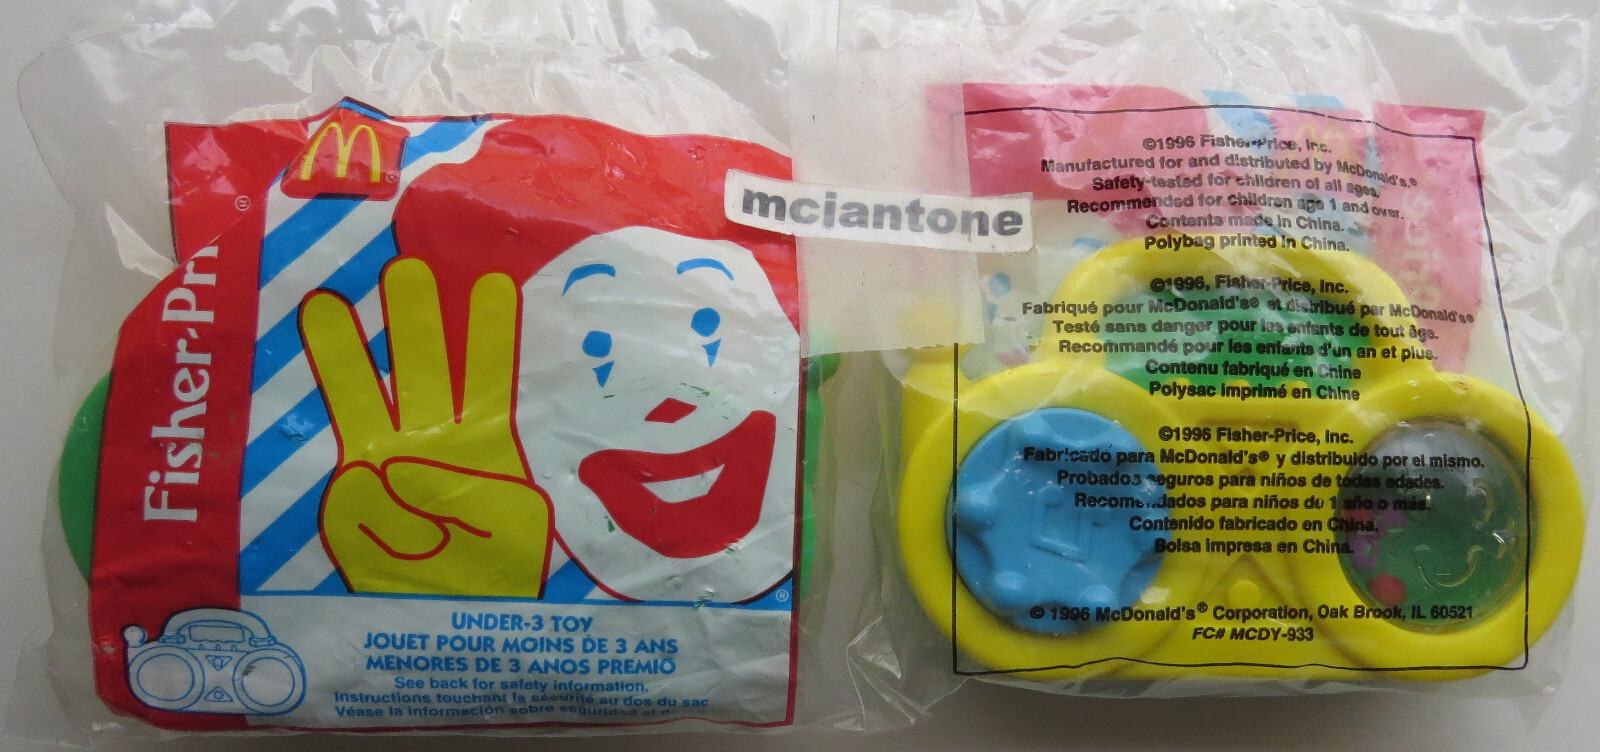 M
Fisher-Pri
®
UNDER-3 TOY
JOUET POUR MOINS DE 3 ANS
MENORES DE 3 ANOS PREMIO
See back for safety information.
Instructions touchant la sécurité au dos du sac
Véase la información sobre seguridad al
®
mciantone
©1996 Fisher-Price, Inc.
Manufactured for and distributed by McDonald's®
Safety-tested for children of all ages.
Recommended for children age 1 and over.
Contents made in China.
Polybag printed in China.
©1996, Fisher-Price, Inc.
Fabriqué pour McDonald's® et distribué par McDonald's®
Testé sans danger pour les enfants de tout âge.
Recommandé pour les enfants d'un an et plus.
Contenu fabriqué en Chine
Polysac imprimé en Chine
©1996 Fisher-Price, Inc.
Fabricado para McDonald's® y distribuido por el mismo.
Probados seguros para niños de todas edades.
Recomendados para niños de 1 año o más.
Contenido fabricado en China.
Bolsa impresa en China.
© 1996 McDonald's® Corporation, Oak Brook, IL 60521
FC# MCDY-933